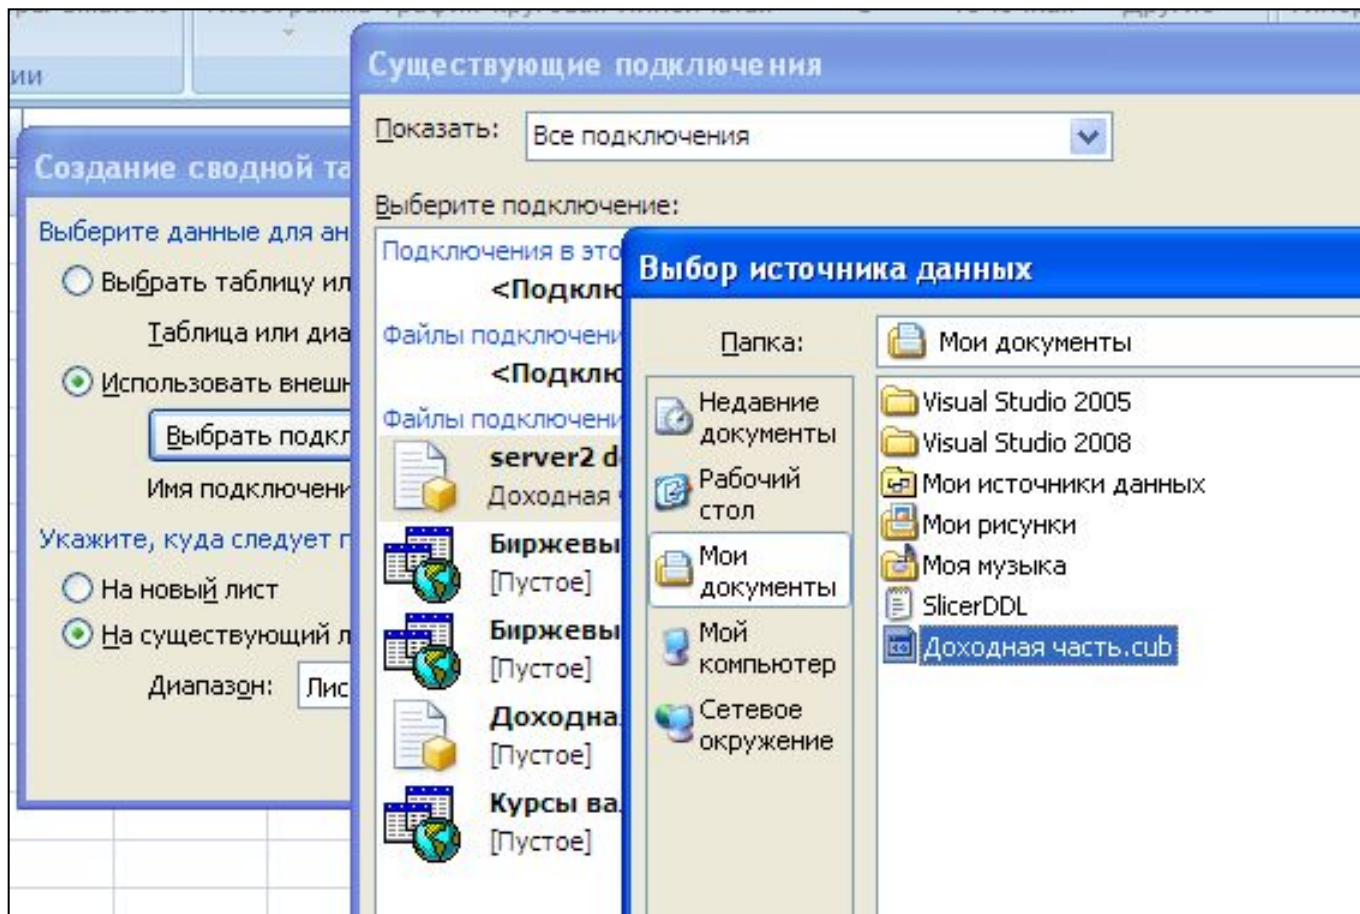 ии
Существующие подключения
Показать:
Все подключения
Выберите подключение:
Подключения в это
<Подклю
Файлы подключени
<Подклю
Файлы подключени
server2 d
Доходная
Биржевы
[Пустое]
Биржевы
[Пустое]
Доходна
[Пустое]
Курсы ва
[Пустое]
Создание сводной та
Выберите данные для ан
Выбрать таблицу ил
Таблица или диа
Использовать внешн
Выбрать подкл
Имя подключени
Укажите, куда следует п
На новый лист
На существующий л
Диапазон:
Лис
Выбор источника данных
Папка:
Мои документы
Недавние
документы
Рабочий
стол
Мои
документы
Мой
компьютер
Сетевое
окружение
Visual Studio 2005
Visual Studio 2008
Мои источники данных
Мои рисунки
Моя музыка
SlicerDDL
Доходная часть.cub